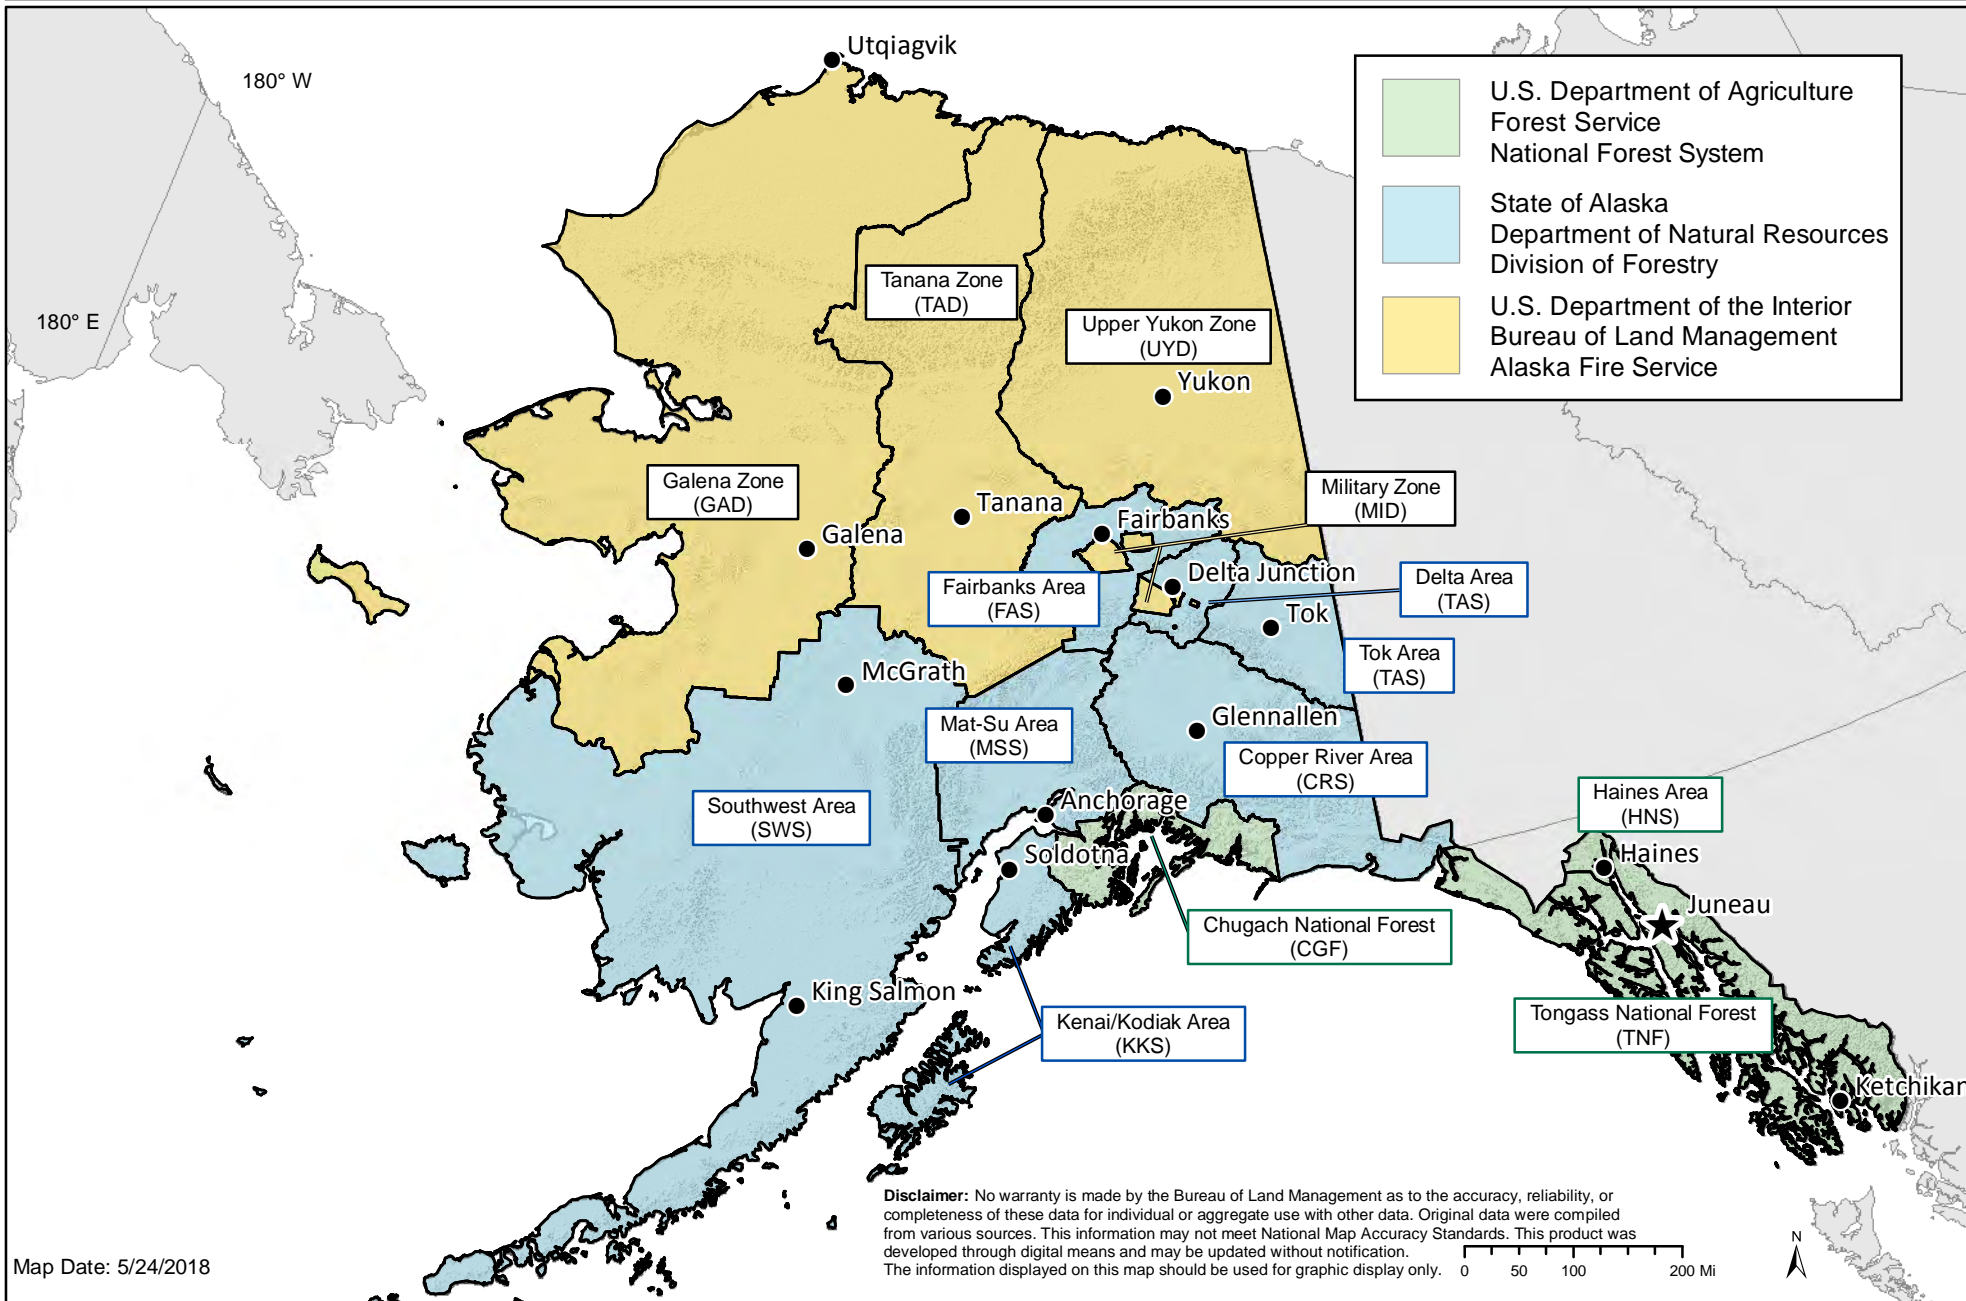 Utqiagvik
180° W
180° E
U.S. Department of Agriculture
Forest Service
National Forest System
State of Alaska
Department of Natural Resources
Division of Forestry
U.S. Department of the Interior
Bureau of Land Management
Alaska Fire Service
Tanana Zone
(TAD)
Upper Yukon Zone
(UYD)
Yukon
Galena Zone
(GAD)
Military Zone
(MID)
Tanana
Fairbanks
Galena
Fairbanks Area
(FAS)
Delta Junction
Delta Area
(TAS)
Tok
Tok Area
(TAS)
McGrath
Mat-Su Area
(MSS)
Glennallen
Copper River Area
(CRS)
Southwest Area
(SWS)
Anchorage
Haines Area
(HNS)
Soldotna
Haines
Juneau
Chugach National Forest
(CGF)
King Salmon
Kenai/Kodiak Area
(KKS)
Tongass National Forest
(TNF)
Ketchikan
Disclaimer: No warranty is made by the Bureau of Land Management as to the accuracy, reliability, or
completeness of these data for individual or aggregate use with other data. Original data were compiled
from various sources. This information may not meet National Map Accuracy Standards. This product was
developed through digital means and may be updated without notification.
The information displayed on this map should be used for graphic display only.
0 50 100 200 Mi
N
Map Date: 5/24/2018